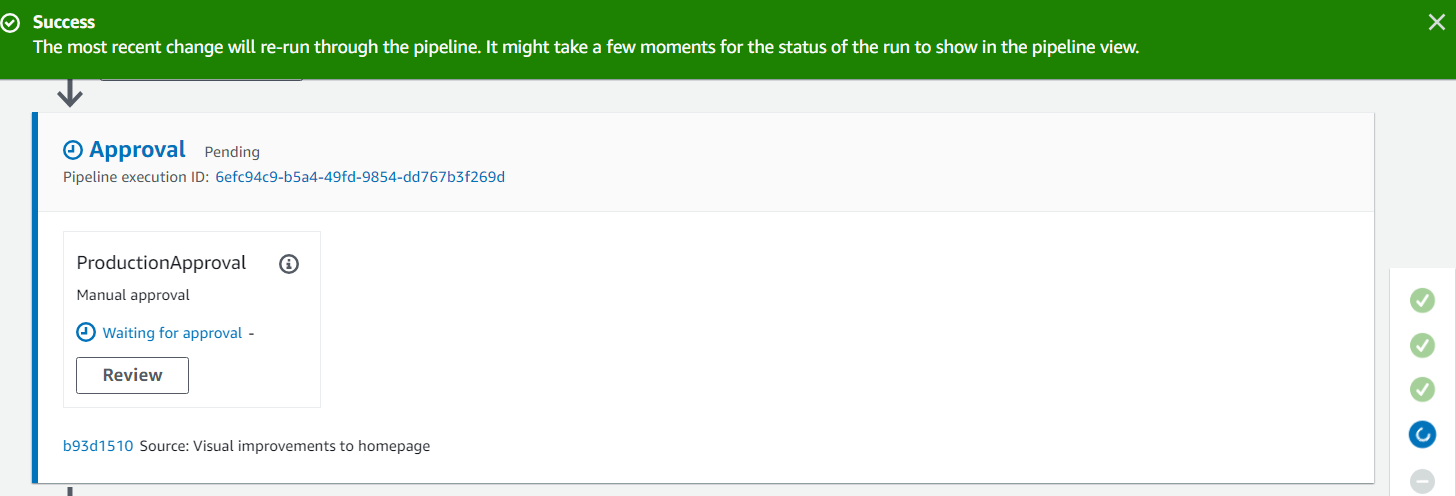 Success
The most recent change will re-run through the pipeline. It might take a few moments for the status of the run to show in the pipeline view.
Approval Pending
Pipeline execution ID: 6efc94c9-b5a4-49fd-9854-dd767b3f269d
ProductionApproval
Manual approval
Waiting for approval -
Review
b93d1510 Source: Visual improvements to homepage